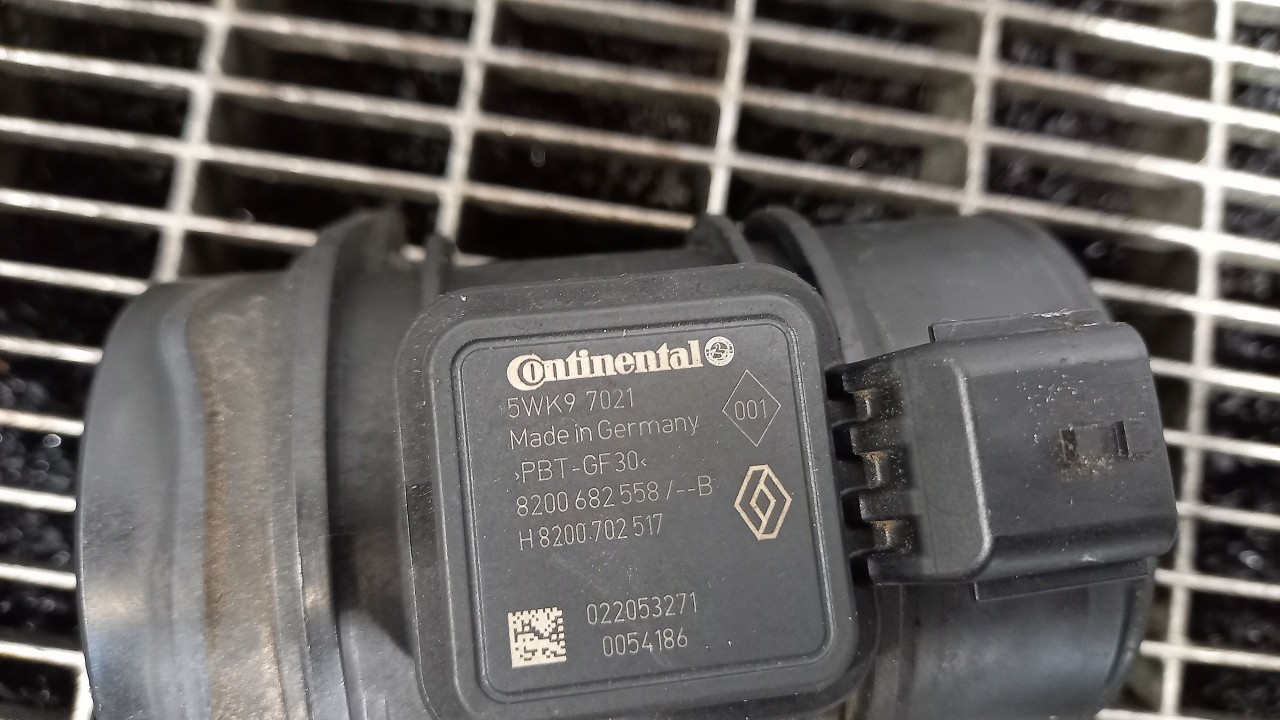 Continental
5WK9 7021
001
Made in Germany
›PBT-GF30‹
8200 682 558 /--B
H 8200 702 517
022053271
0054186